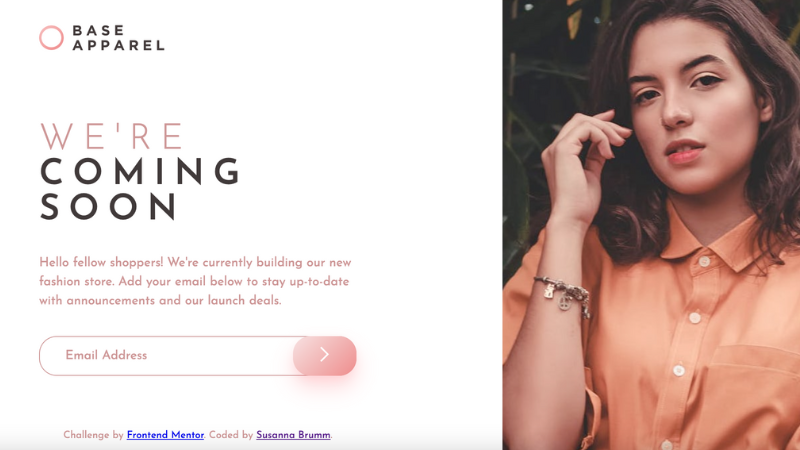 BASE
APPAREL
WE'RE
COMING
SOON
Hello fellow shoppers! We're currently building our new
fashion store. Add your email below to stay up-to-date
with announcements and our launch deals.
Email Address
Challenge by Frontend Mentor. Coded by Susanna Brumm.